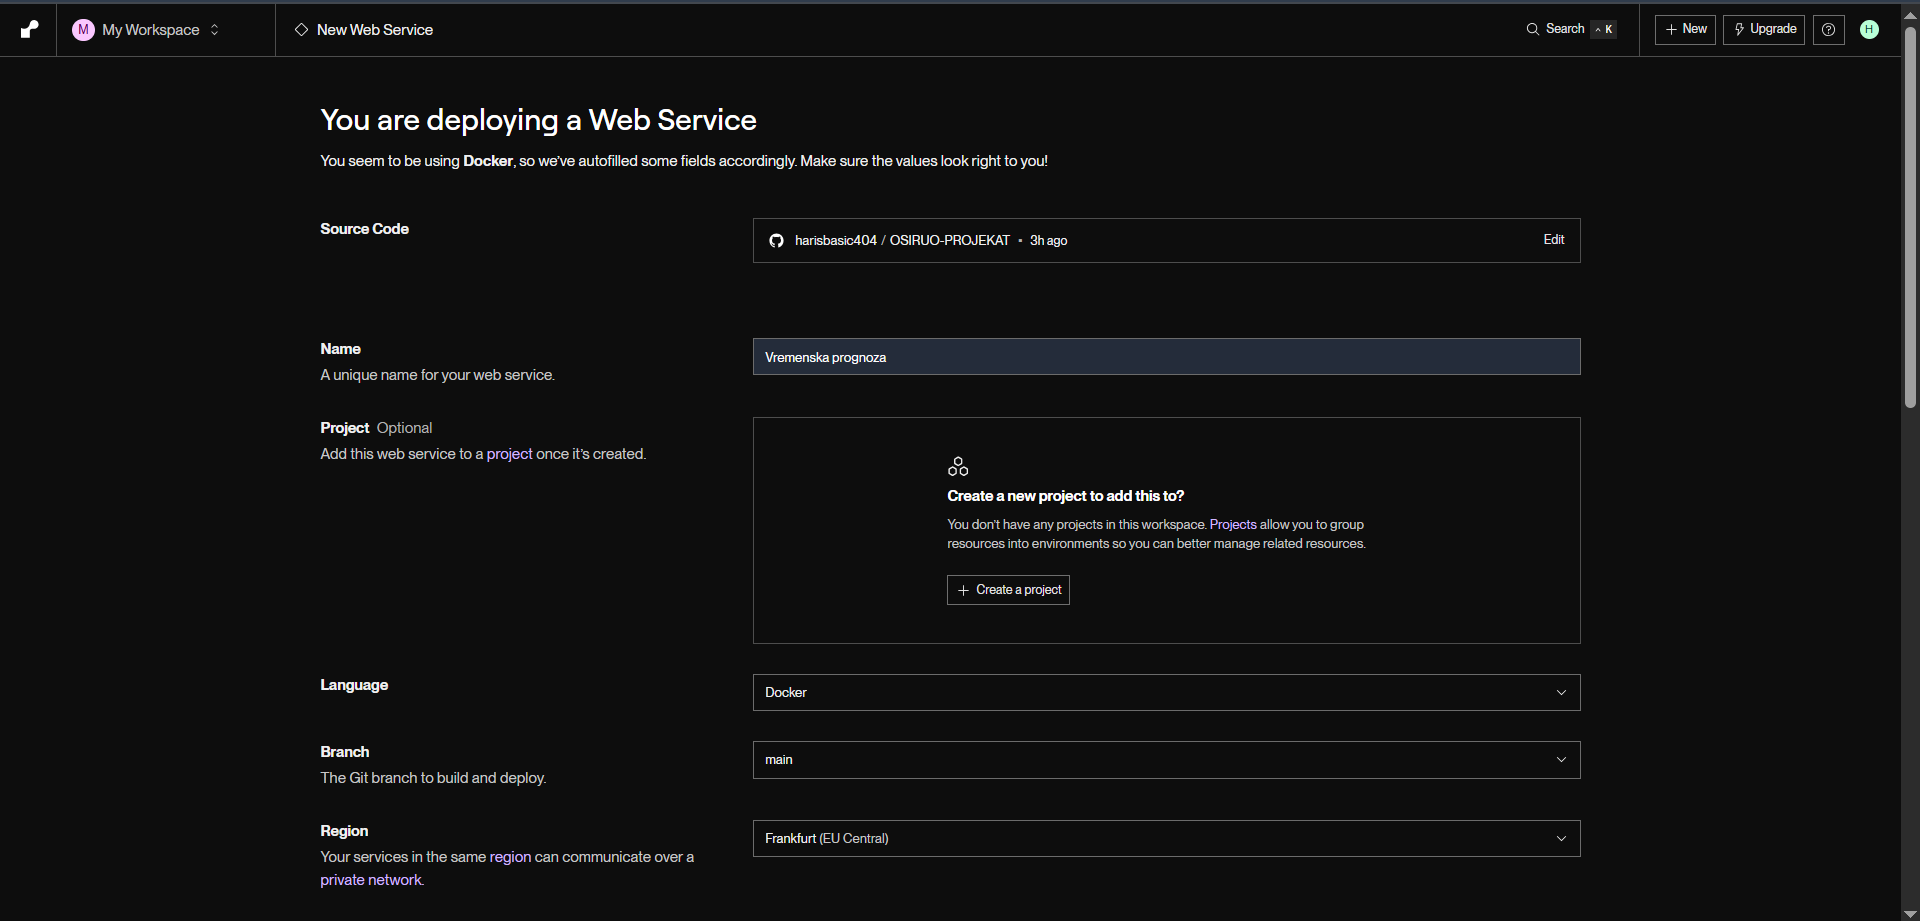 M My Workspace
New Web Service
Search ^ K
+ New
Upgrade
H
You are deploying a Web Service
You seem to be using Docker, so we've autofilled some fields accordingly. Make sure the values look right to you!
Source Code
harisbasic404 / OSIRUO-PROJEKAT • 3h ago
Edit
Name
A unique name for your web service.
Vremenska prognoza
Project Optional
Add this web service to a project once it's created.
Create a new project to add this to?
You don't have any projects in this workspace. Projects allow you to group
resources into environments so you can better manage related resources.
+ Create a project
Language
Docker
Branch
The Git branch to build and deploy.
main
Region
Your services in the same region can communicate over a
private network.
Frankfurt (EU Central)